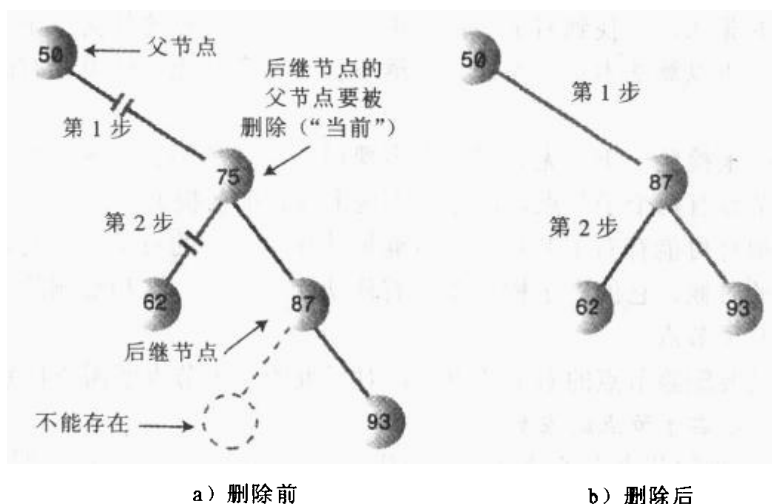 50
父节点
后继节点的
父节点要被
删除(“当前”)
第1步
75
第2步
62
87
后继节点
不能存在
93
a) 删除前
50
第1步
87
第2步
62
93
b) 删除后